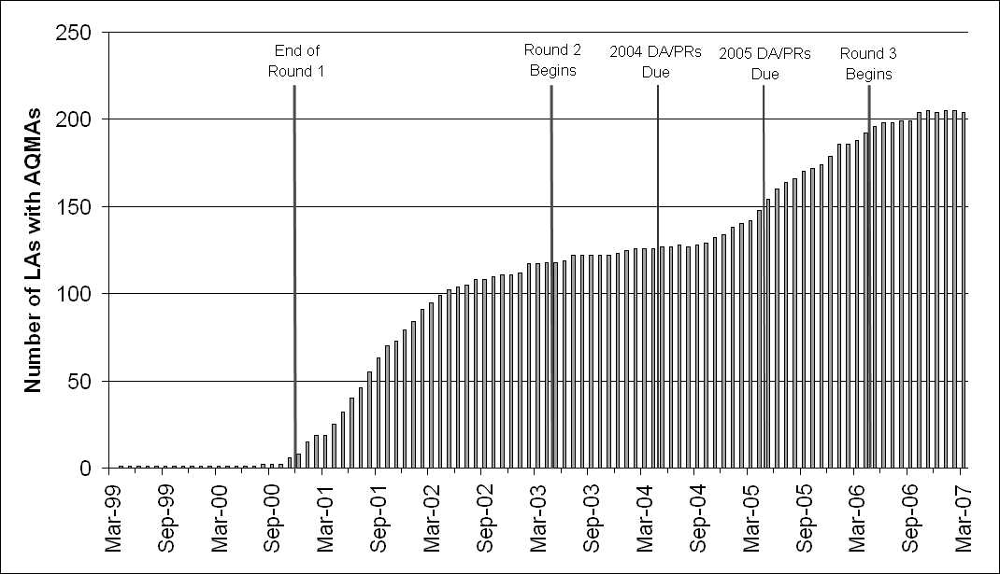 250
200
150
100
50
0
Number of LAs with AQMAs
End of
Round 1
Round 2
Begins
2004 DA/PRs
Due
2005 DA/PRs
Due
Round 3
Begins
Mar-99
Sep-99
Mar-00
Sep-00
Mar-01
Sep-01
Mar-02
Sep-02
Mar-03
Sep-03
Mar-04
Sep-04
Mar-05
Sep-05
Mar-06
Sep-06
Mar-07